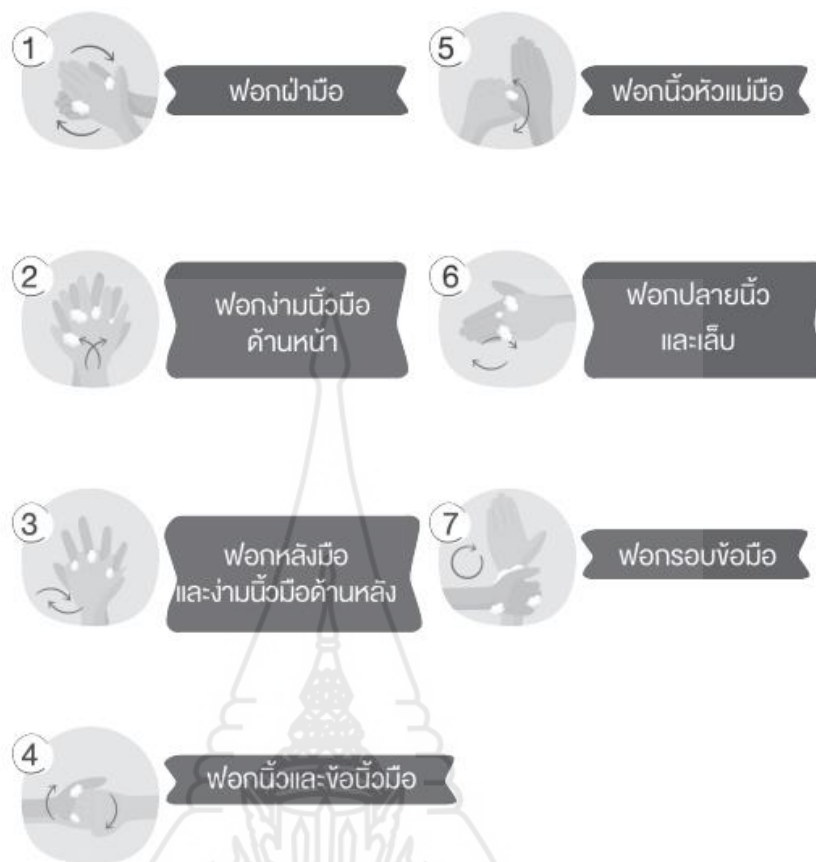 1
ฟอกฝ่ามือ
2
ฟอกง่ามนิ้วมือ
ด้านหน้า
3
ฟอกหลังมือ
และง่ามนิ้วมือด้านหลัง
4
ฟอกนิ้วและข้อนิ้วมือ
5
ฟอกนิ้วหัวแม่มือ
6
ฟอกปลายนิ้ว
และเล็บ
7
ฟอกรอบข้อมือ